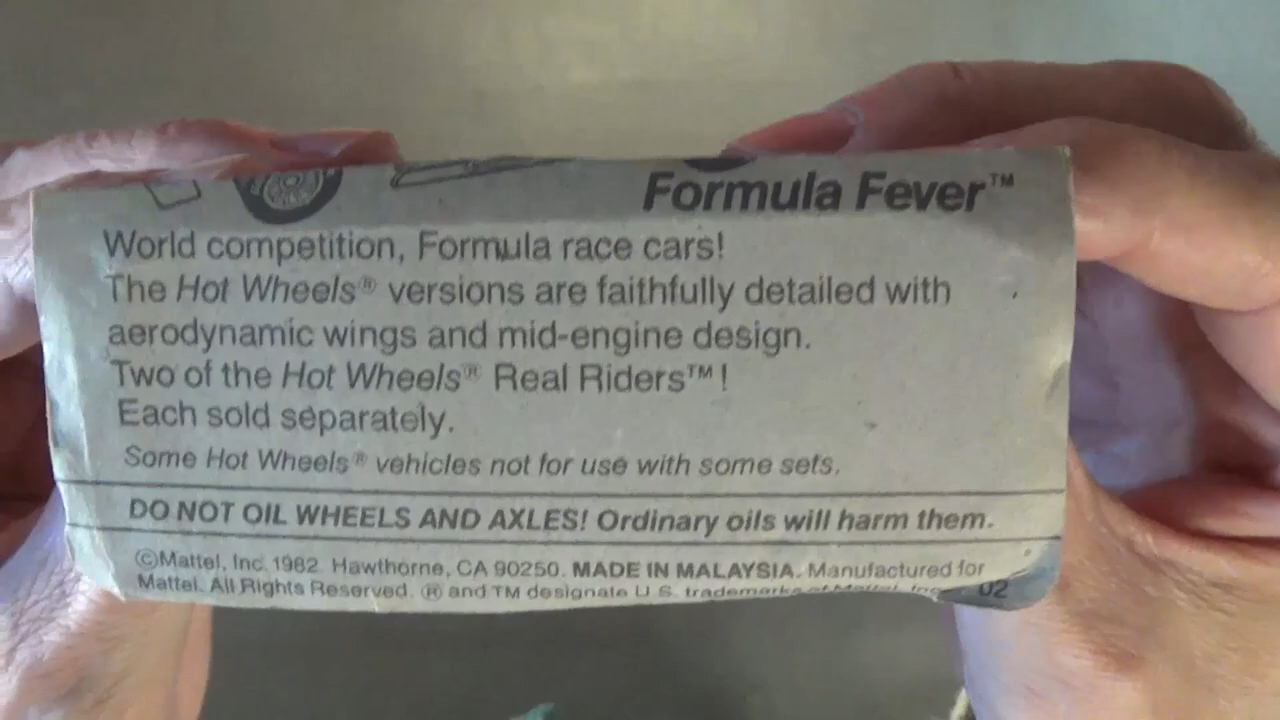 Formula Fever™
World competition, Formula race cars!
The Hot Wheels® versions are faithfully detailed with
aerodynamic wings and mid-engine design.
Two of the Hot Wheels® Real Riders™!
Each sold separately.
Some Hot Wheels® vehicles not for use with some sets.
DO NOT OIL WHEELS AND AXLES! Ordinary oils will harm them.
©Mattel, Inc. 1982. Hawthorne, CA 90250. MADE IN MALAYSIA. Manufactured for
Mattel. All Rights Reserved. ® and TM designate U.S. trademarks of Mattel, Inc. 02